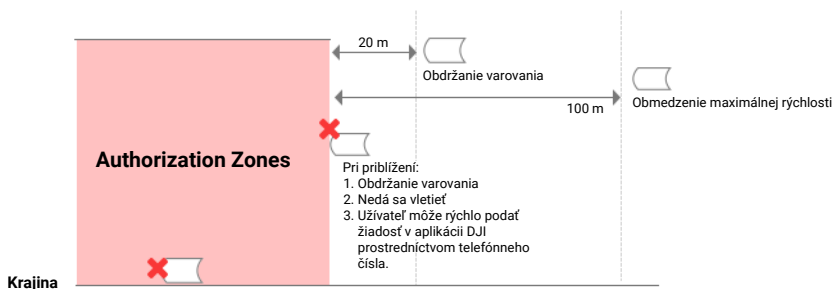 20 m
Obdržanie varovania
100 m
Obmedzenie maximálnej rýchlosti
Authorization Zones
Pri priblížení:
1. Obdržanie varovania
2. Nedá sa vletieť
3. Užívateľ môže rýchlo podať
žiadosť v aplikácii DJI
prostredníctvom telefónneho
čísla.
Krajina